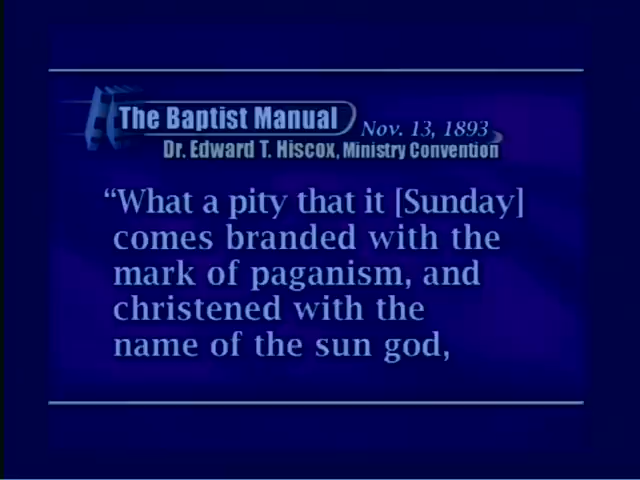 The Baptist Manual Nov. 13, 1893
Dr. Edward T. Hiscox, Ministry Convention
“What a pity that it [Sunday]
comes branded with the
mark of paganism, and
christened with the
name of the sun god,